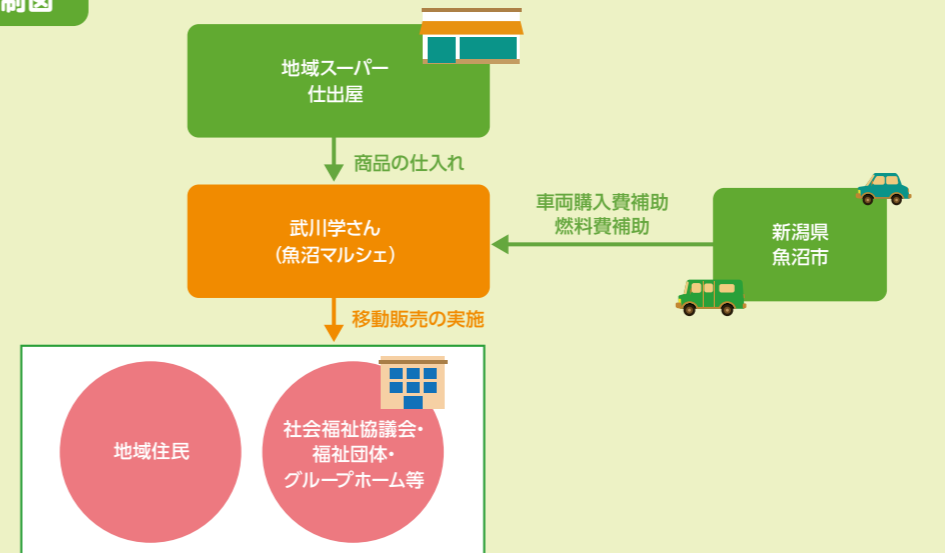 制図
地域スーパー
仕出屋
商品の仕入れ
武川学さん
（魚沼マルシェ）
車両購入費補助
燃料費補助
新潟県
魚沼市
移動販売の実施
地域住民
社会福祉協議会・
福祉団体・
グループホーム等